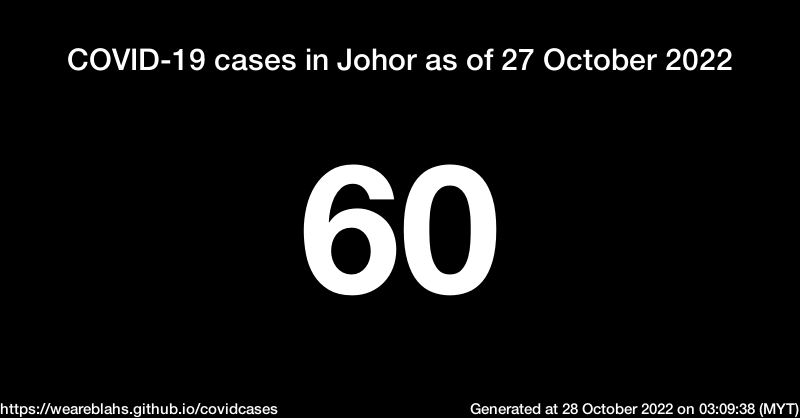 COVID-19 cases in Johor as of 27 October 2022
60
https://weareblahs.github.io/covidcases
Generated at 28 October 2022 on 03:09:38 (MYT)